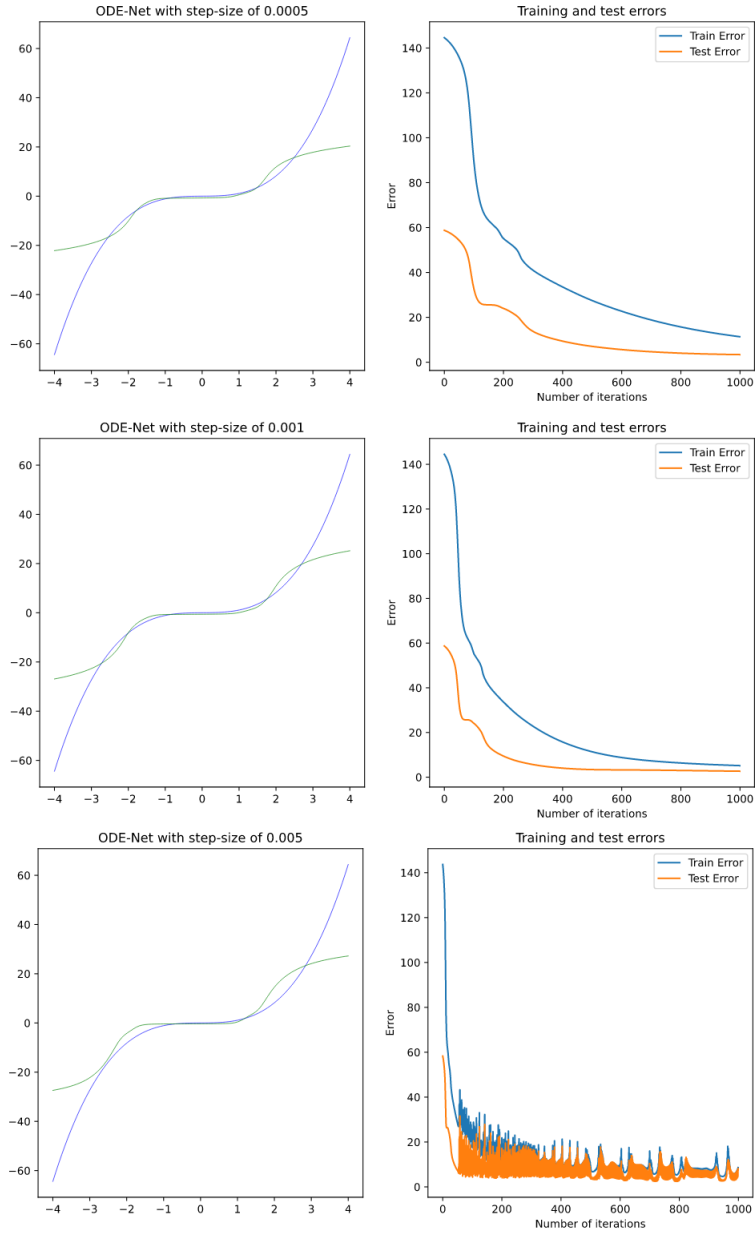 ODE-Net with step-size of 0.0005
60
40
20
0
−20
−40
−60
−4 −3 −2 −1 0 1 2 3 4
Training and test errors
Train Error
Test Error
140
120
100
80
60
40
20
0
Error
0 200 400 600 800 1000
Number of iterations
ODE-Net with step-size of 0.001
60
40
20
0
−20
−40
−60
−4 −3 −2 −1 0 1 2 3 4
Training and test errors
Train Error
Test Error
140
120
100
80
60
40
20
0
Error
0 200 400 600 800 1000
Number of iterations
ODE-Net with step-size of 0.005
60
40
20
0
−20
−40
−60
−4 −3 −2 −1 0 1 2 3 4
Training and test errors
Train Error
Test Error
140
120
100
80
60
40
20
0
Error
0 200 400 600 800 1000
Number of iterations